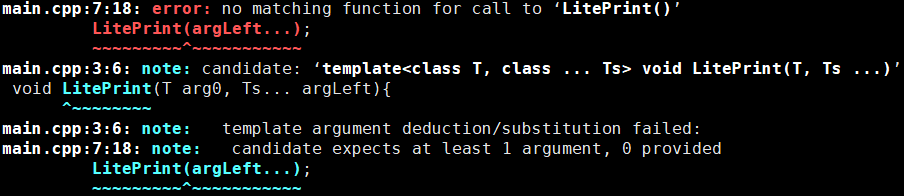 main.cpp:7:18: error: no matching function for call to ‘LitePrint()’
         LitePrint(argLeft...);
         ~~~~~~~~~^~~~~~~~~~~~
main.cpp:3:6: note: candidate: ‘template<class T, class ... Ts> void LitePrint(T, Ts ...)’
 void LitePrint(T arg0, Ts... argLeft){
      ^~~~~~~~~
main.cpp:3:6: note:   template argument deduction/substitution failed:
main.cpp:7:18: note:   candidate expects at least 1 argument, 0 provided
         LitePrint(argLeft...);
         ~~~~~~~~~^~~~~~~~~~~~